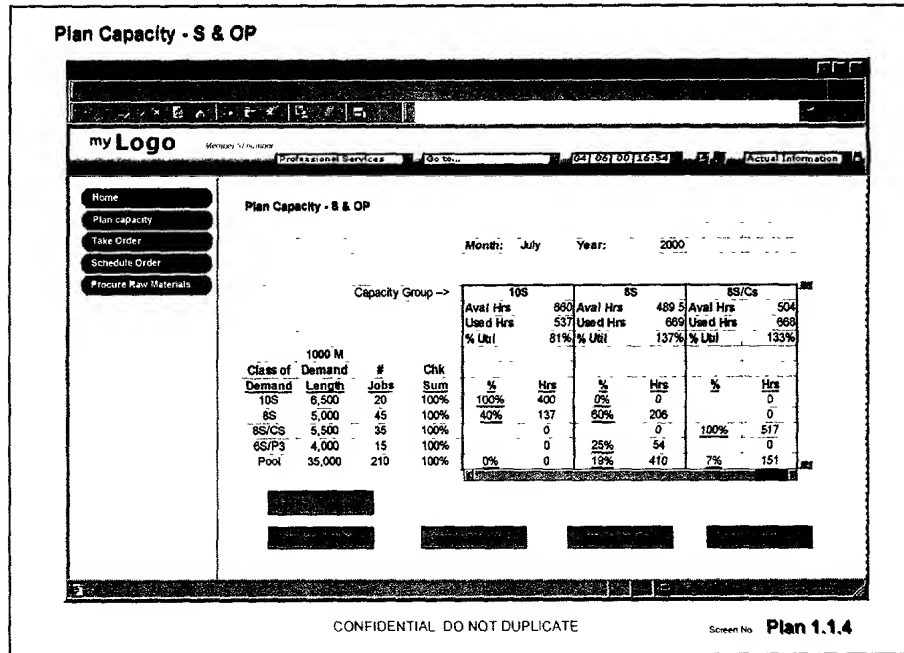 Plan Capacity - S & OP
my Logo
Professional Services Go to... 04| 06| 00|16:54 Actual Information
Home
Plan capacity
Take Order
Schedule Order
Procure Raw Materials
Plan Capacity - S & OP
Month: July Year: 2000
Capacity Group --> 10S 8S 8S/Cs
Aval Hrs 660 Aval Hrs 489 5 Aval Hrs 504
Used Hrs 537 Used Hrs 669 Used Hrs 668
% Util 81% % Util 137% % Util 133%
1000 M
Class of Demand # Chk
Demand Length Jobs Sum % Hrs % Hrs % Hrs
10S 6,500 20 100% 100% 400 0% 0 0
8S 5,000 45 100% 40% 137 60% 206 0
8S/CS 5,500 35 100% 0 0 100% 517
6S/P3 4,000 15 100% 0 25% 54 0
Pool 35,000 210 100% 0% 0 19% 410 7% 151
CONFIDENTIAL DO NOT DUPLICATE
Screen No Plan 1.1.4